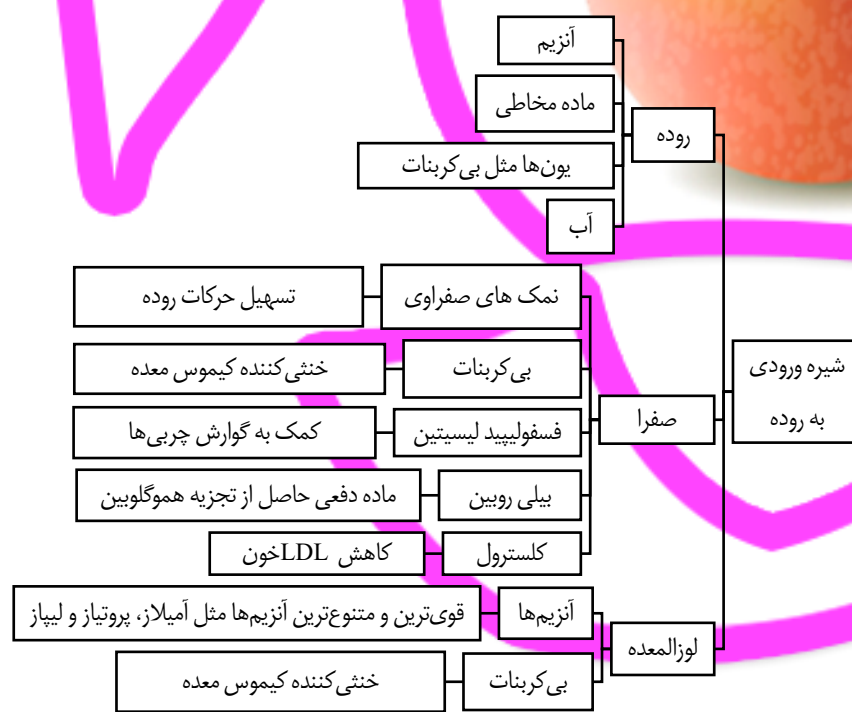 شیره ورودی
به روده
روده
آنزیم
ماده مخاطی
یون‌ها مثل بی‌کربنات
آب
صفرا
نمک های صفراوی
تسهیل حرکات روده
بی‌کربنات
خنثی‌کننده کیموس معده
فسفولیپید لیسیتین
کمک به گوارش چربی‌ها
بیلی روبین
ماده دفعی حاصل از تجزیه هموگلوبین
کلسترول
کاهش LDLخون
لوزالمعده
آنزیم‌ها
قوی‌ترین و متنوع‌ترین آنزیم‌ها مثل آمیلاز، پروتیاز و لیپاز
بی‌کربنات
خنثی‌کننده کیموس معده